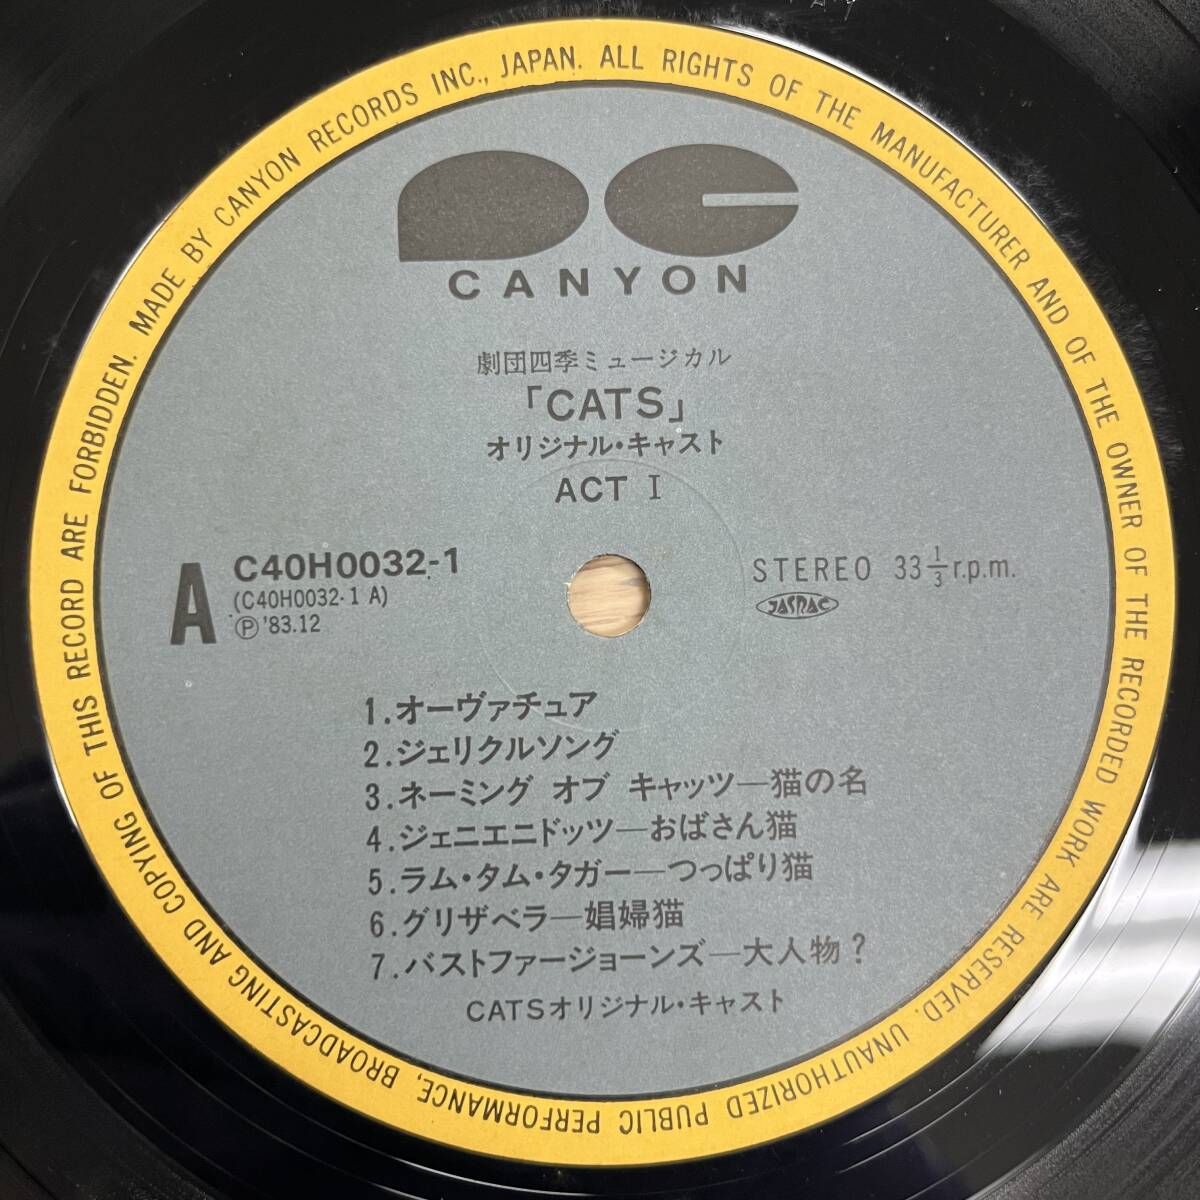 MADE BY CANYON RECORDS INC., JAPAN. ALL RIGHTS OF THE MANUFACTURER AND OF THE OWNER OF THE RECORDED WORK ARE RESERVED. UNAUTHORIZED PUBLIC PERFORMANCE, BROADCASTING AND COPYING OF THIS RECORD ARE FORBIDDEN.
CANYON
劇団四季ミュージカル
「CATS」
オリジナル・キャスト
ACT I
A
C40H0032-1
(C40H0032-1 A)
Ⓟ '83.12
STEREO 33 1/3 r.p.m.
JASRAC
1.オーヴァチュア
2.ジェリクルソング
3.ネーミング オブ キャッツ—猫の名
4.ジェニエニドッツ—おばさん猫
5.ラム・タム・タガー—つっぱり猫
6.グリザベラ—娼婦猫
7.バストファージョーンズ—大人物?
CATSオリジナル・キャスト